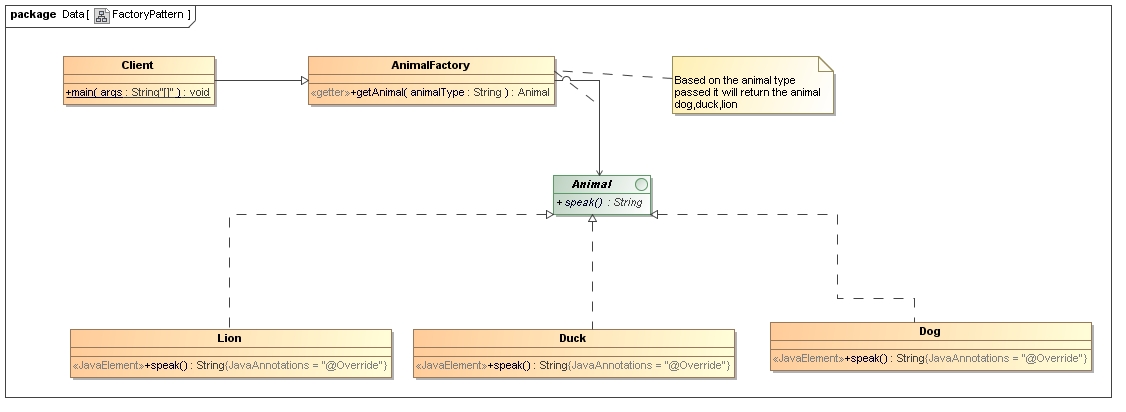 package Data[ FactoryPattern ]
Client
+main( args : String"[]" ) : void
AnimalFactory
«getter»+getAnimal( animalType : String ) : Animal
Based on the animal type
passed it will return the animal
dog,duck,lion
Animal
+ speak() : String
Lion
«JavaElement»+speak() : String{JavaAnnotations = "@Override"}
Duck
«JavaElement»+speak() : String{JavaAnnotations = "@Override"}
Dog
«JavaElement»+speak() : String{JavaAnnotations = "@Override"}